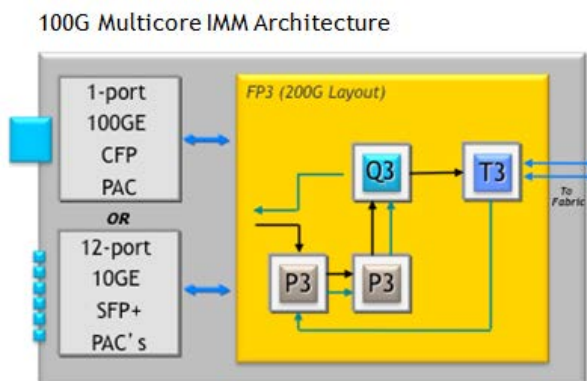 100G Multicore IMM Architecture
1-port
100GE
CFP
PAC
OR
12-port
10GE
SFP+
PAC's
FP3 (200G Layout)
Q3
T3
To
Fabric
P3
P3